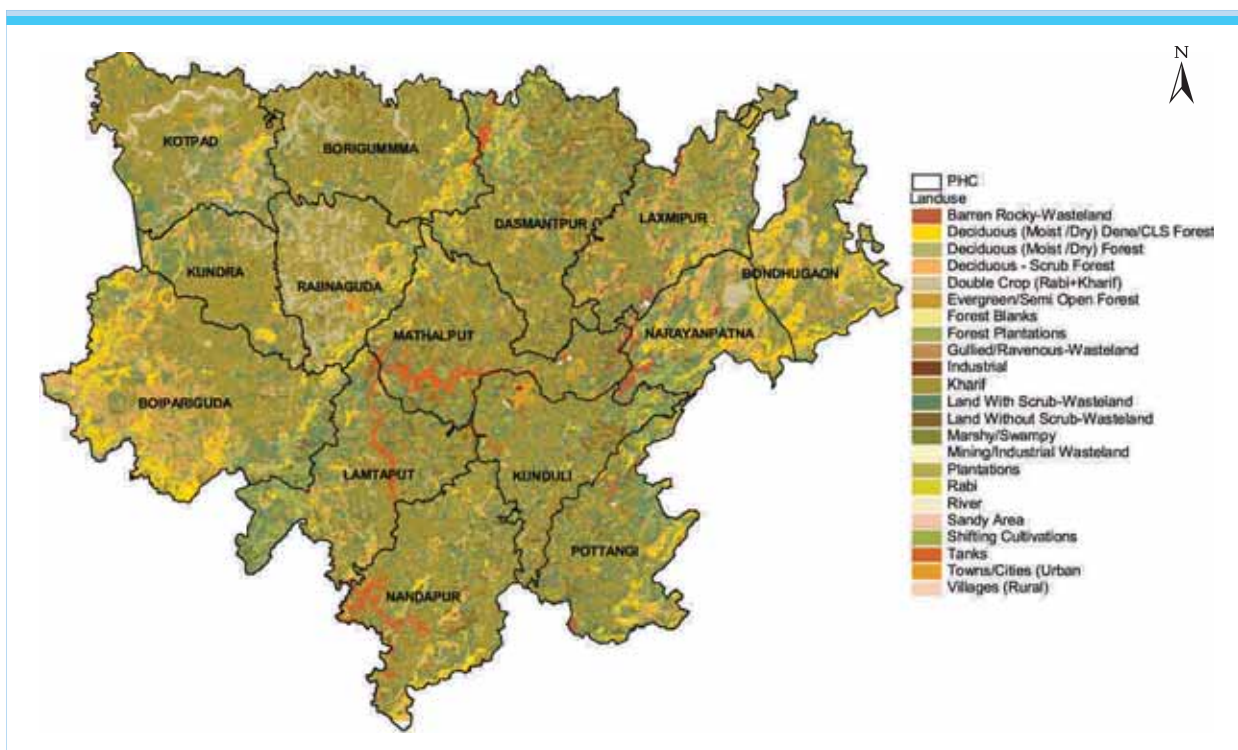 N
KOTPAD
BORIGUMMMA
DASMANTPUR
LAXMIPUR
BONDHUGAON
KUNDRA
RABNAGUDA
MATHALPUT
NARAYANPATNA
BOIPARIGUDA
LAMTAPUT
KUNDULI
POTTANGI
NANDAPUR
PHC
Landuse
Barren Rocky-Wasteland
Deciduous (Moist /Dry) Dene/CLS Forest
Deciduous (Moist /Dry) Forest
Deciduous - Scrub Forest
Double Crop (Rabi+Kharif)
Evergreen/Semi Open Forest
Forest Blanks
Forest Plantations
Gullied/Ravenous-Wasteland
Industrial
Kharif
Land With Scrub-Wasteland
Land Without Scrub-Wasteland
Marshy/Swampy
Mining/Industrial Wasteland
Plantations
Rabi
River
Sandy Area
Shifting Cultivations
Tanks
Towns/Cities (Urban
Villages (Rural)